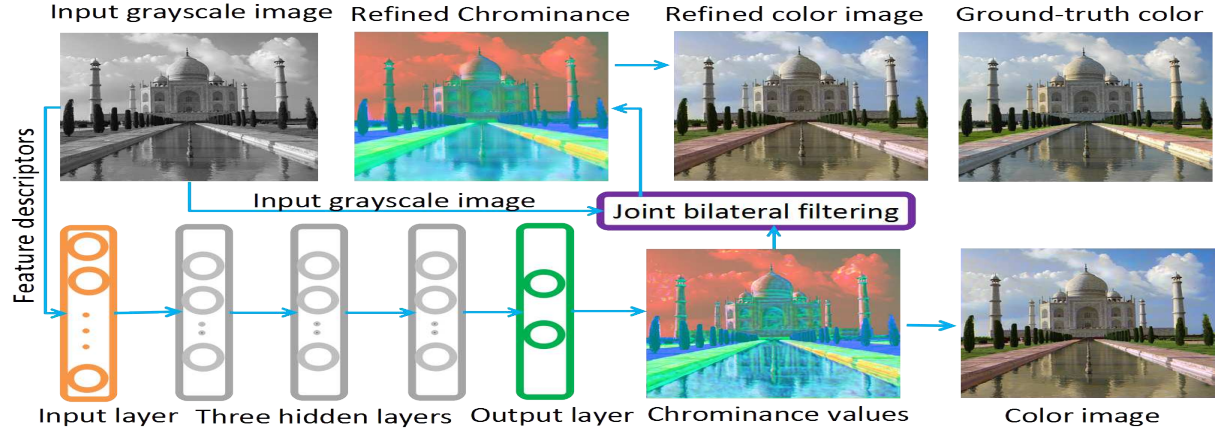 Input grayscale image
Refined Chrominance
Refined color image
Ground-truth color
Feature descriptors
Input grayscale image
Joint bilateral filtering
Input layer
Three hidden layers
Output layer
Chrominance values
Color image